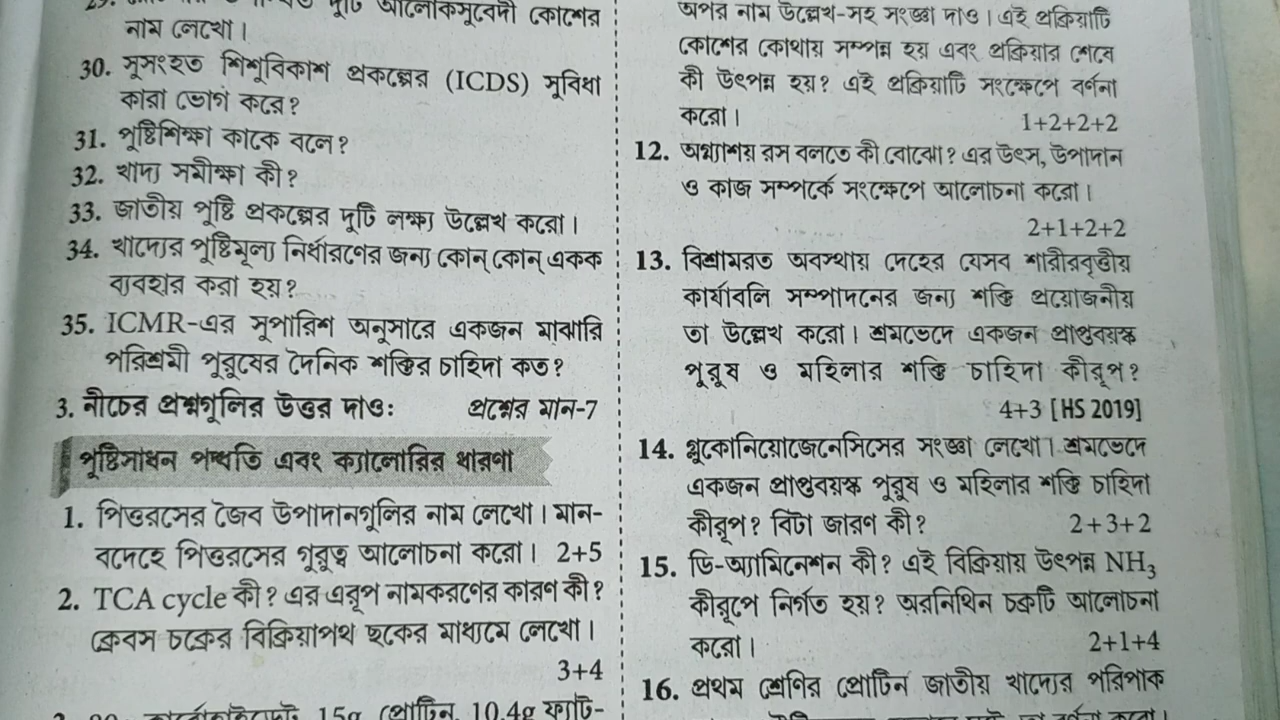 দুটি আলোকসুবেদী কোশের
নাম লেখো।
30. সুসংহত শিশুবিকাশ প্রকল্পের (ICDS) সুবিধা
কারা ভোগ করে?
31. পুষ্টিশিক্ষা কাকে বলে?
32. খাদ্য সমীক্ষা কী?
33. জাতীয় পুষ্টি প্রকল্পের দুটি লক্ষ্য উল্লেখ করো।
34. খাদ্যের পুষ্টিমূল্য নির্ধারণের জন্য কোন্ কোন্ একক
ব্যবহার করা হয়?
35. ICMR-এর সুপারিশ অনুসারে একজন মাঝারি
পরিশ্রমী পুরুষের দৈনিক শক্তির চাহিদা কত?
3. নীচের প্রশ্নগুলির উত্তর দাও: প্রশ্নের মান-7
পুষ্টিসাধন পদ্ধতি এবং ক্যালোরির ধারণা
1. পিত্তরসের জৈব উপাদানগুলির নাম লেখো। মান-
বদেহে পিত্তরসের গুরুত্ব আলোচনা করো। 2+5
2. TCA cycle কী? এর এরূপ নামকরণের কারণ কী?
ক্রেবস চক্রের বিক্রিয়াপথ ছকের মাধ্যমে লেখো।
3+4
15g প্রোটিন, 10.4g ফ্যাট-
অপর নাম উল্লেখ-সহ সংজ্ঞা দাও। এই প্রক্রিয়াটি
কোশের কোথায় সম্পন্ন হয় এবং প্রক্রিয়ার শেষে
কী উৎপন্ন হয়? এই প্রক্রিয়াটি সংক্ষেপে বর্ণনা
করো। 1+2+2+2
12. অগ্ন্যাশয় রস বলতে কী বোঝো? এর উৎস, উপাদান
ও কাজ সম্পর্কে সংক্ষেপে আলোচনা করো।
2+1+2+2
13. বিশ্রামরত অবস্থায় দেহের যেসব শারীরবৃত্তীয়
কার্যাবলি সম্পাদনের জন্য শক্তি প্রয়োজনীয়
তা উল্লেখ করো। শ্রমভেদে একজন প্রাপ্তবয়স্ক
পুরুষ ও মহিলার শক্তি চাহিদা কীরূপ?
4+3 [HS 2019]
14. গ্লুকোনিয়োজেনেসিসের সংজ্ঞা লেখো। শ্রমভেদে
একজন প্রাপ্তবয়স্ক পুরুষ ও মহিলার শক্তি চাহিদা
কীরূপ? বিটা জারণ কী? 2+3+2
15. ডি-অ্যামিনেশন কী? এই বিক্রিয়ায় উৎপন্ন NH₃
কীরূপে নির্গত হয়? অরনিথিন চক্রটি আলোচনা
করো। 2+1+4
16. প্রথম শ্রেণির প্রোটিন জাতীয় খাদ্যের পরিপাক